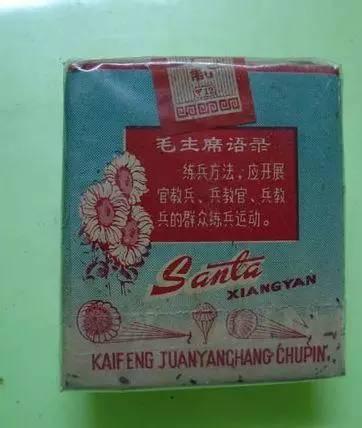 毛主席语录
练兵方法，应开展
官教兵、兵教官、兵教
兵的群众练兵运动。
Santa
XIANGYAN
KAIFENG JUANYANCHANG CHUPIN